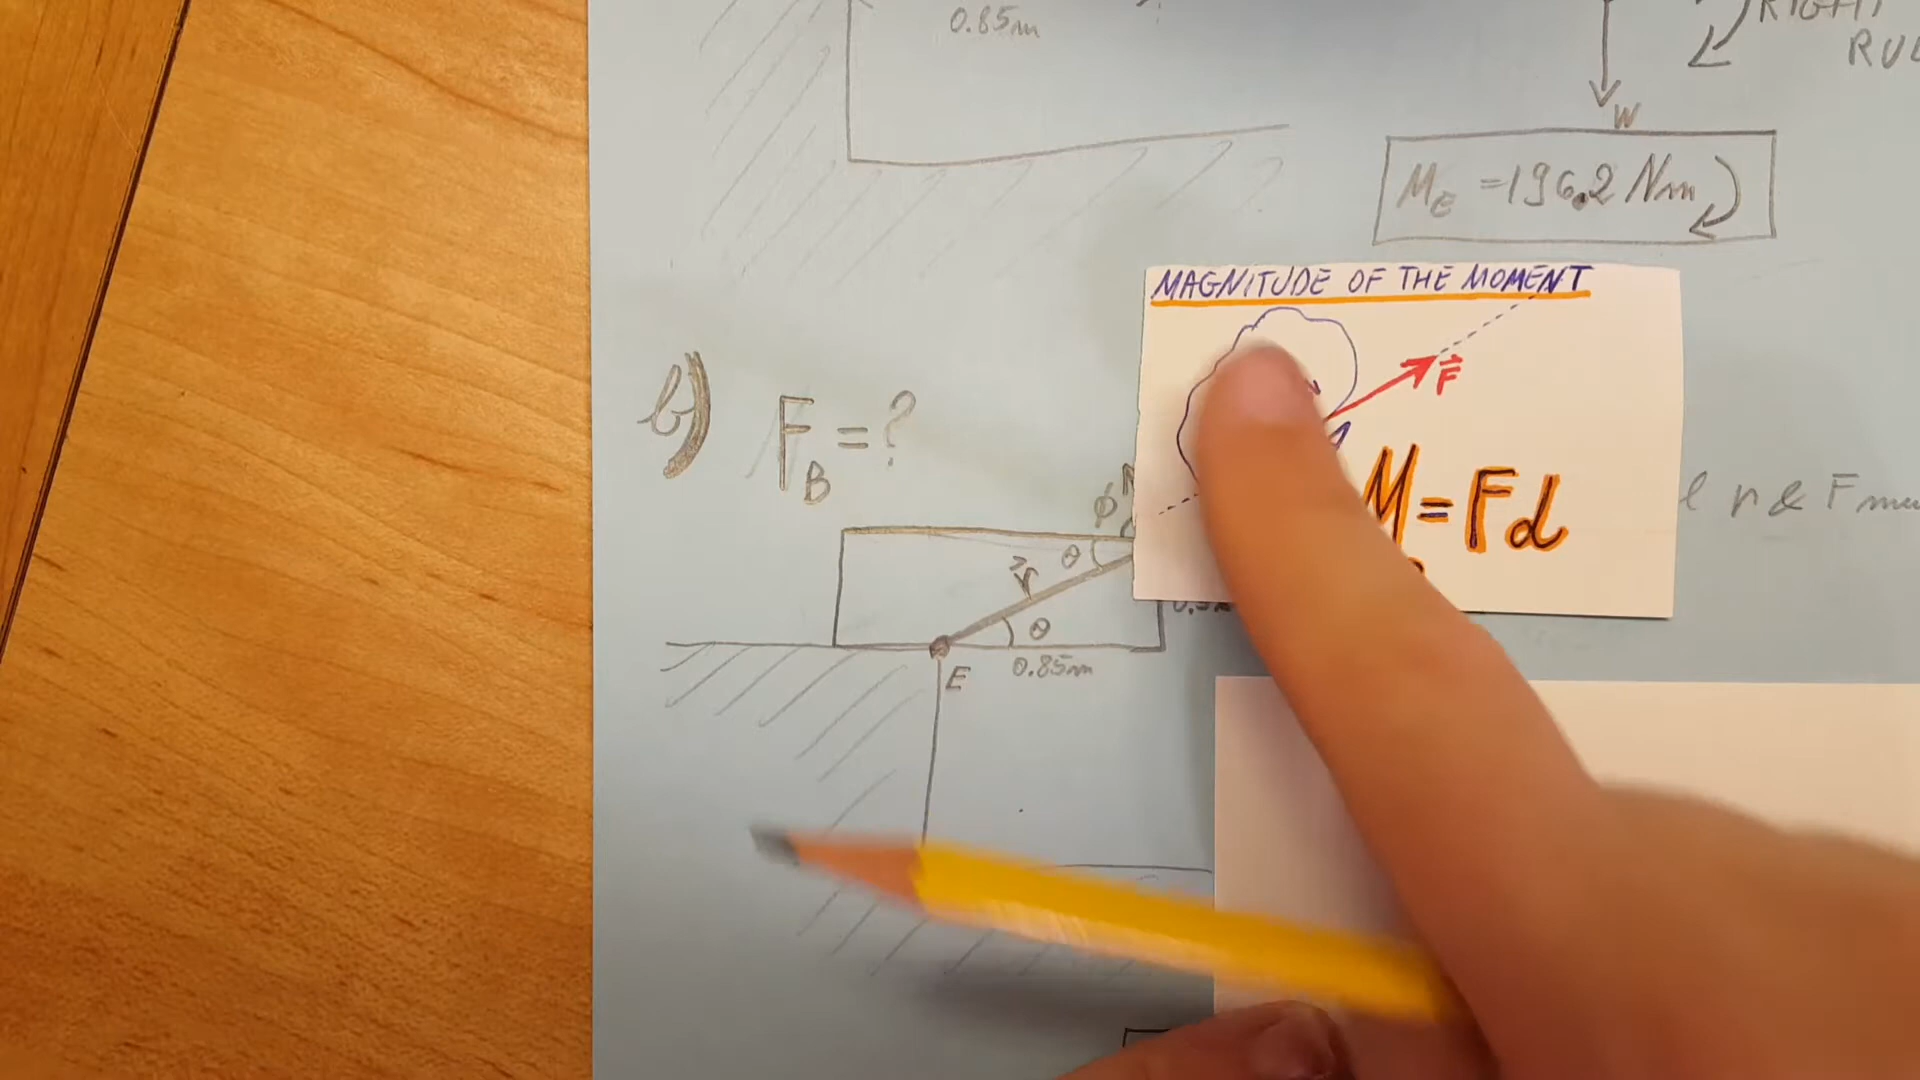 0.85m
RIGHT
RUL
W
M_E = 196.2 Nm
MAGNITUDE OF THE MOMENT
F
b) F_B = ?
M = Fd
r & F
φ
θ
r
θ
0.85m
E